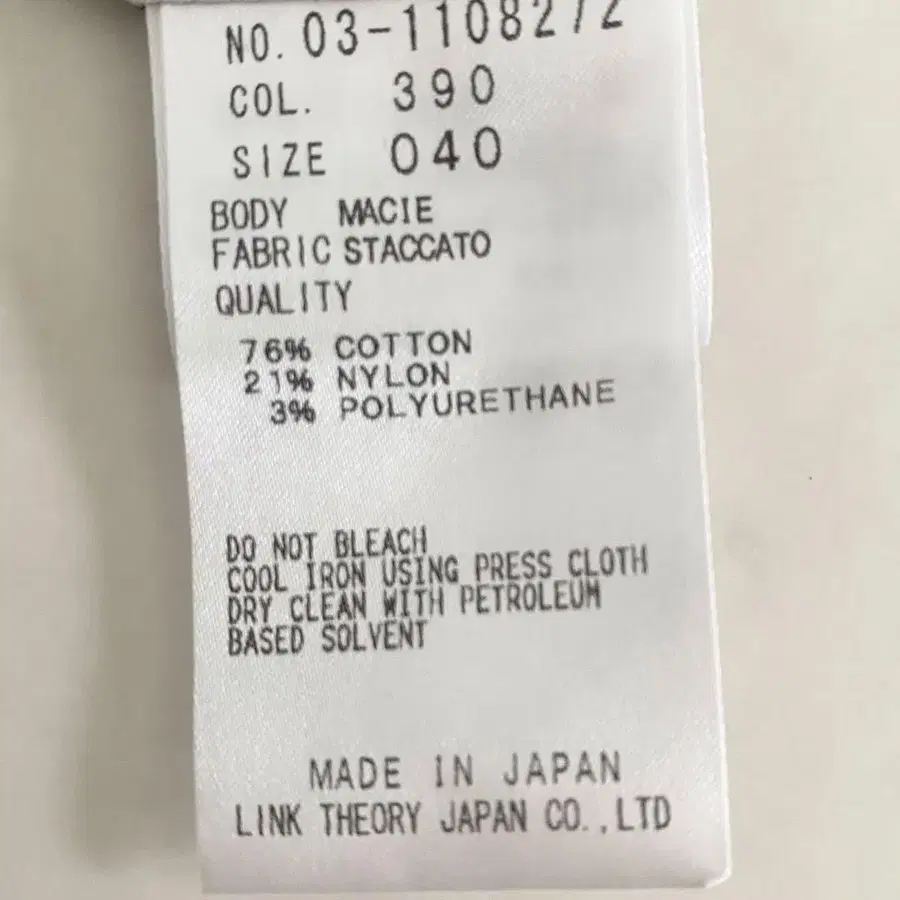 NO. 03-1108272
COL. 390
SIZE 040
BODY MACIE
FABRIC STACCATO
QUALITY
76% COTTON
21% NYLON
3% POLYURETHANE
DO NOT BLEACH
COOL IRON USING PRESS CLOTH
DRY CLEAN WITH PETROLEUM
BASED SOLVENT
MADE IN JAPAN
LINK THEORY JAPAN CO.,LTD